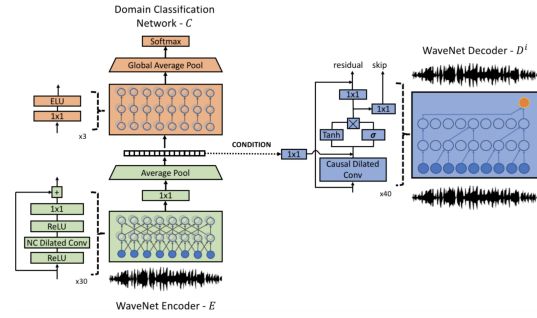 Domain Classification
Network - C
Softmax
Global Average Pool
ELU
1x1
x3
CONDITION
Average Pool
1x1
+
1x1
ReLU
NC Dilated Conv
ReLU
x30
WaveNet Encoder - E
residual
skip
1x1
1x1
Tanh
σ
1x1
Causal Dilated
Conv
x40
WaveNet Decoder - Dⁱ